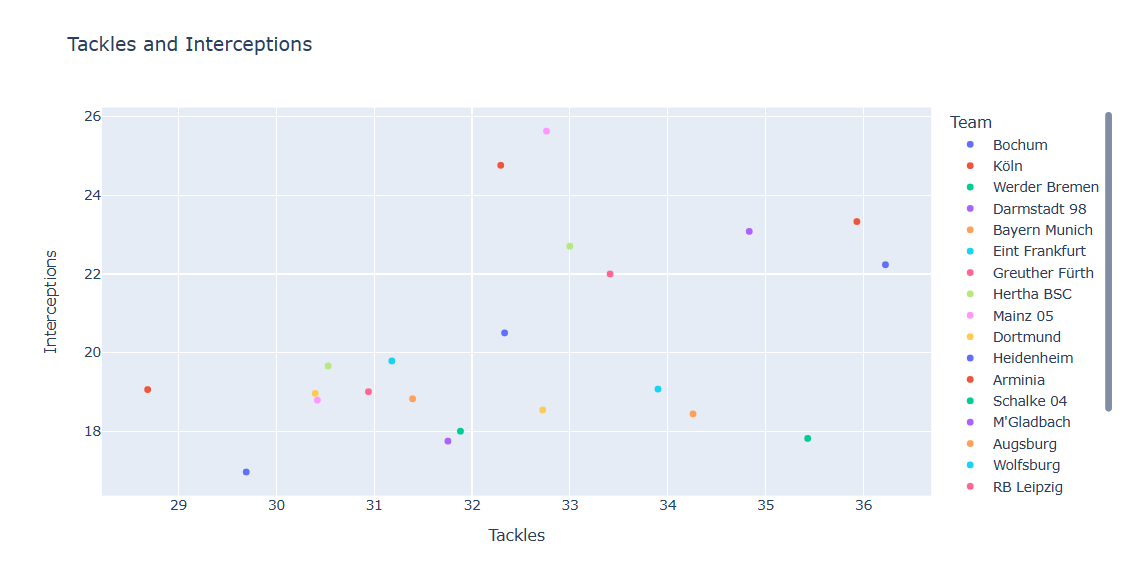 Tackles and Interceptions
26
24
22
20
18
Interceptions
29 30 31 32 33 34 35 36
Tackles
Team
Bochum
Köln
Werder Bremen
Darmstadt 98
Bayern Munich
Eint Frankfurt
Greuther Fürth
Hertha BSC
Mainz 05
Dortmund
Heidenheim
Arminia
Schalke 04
M'Gladbach
Augsburg
Wolfsburg
RB Leipzig